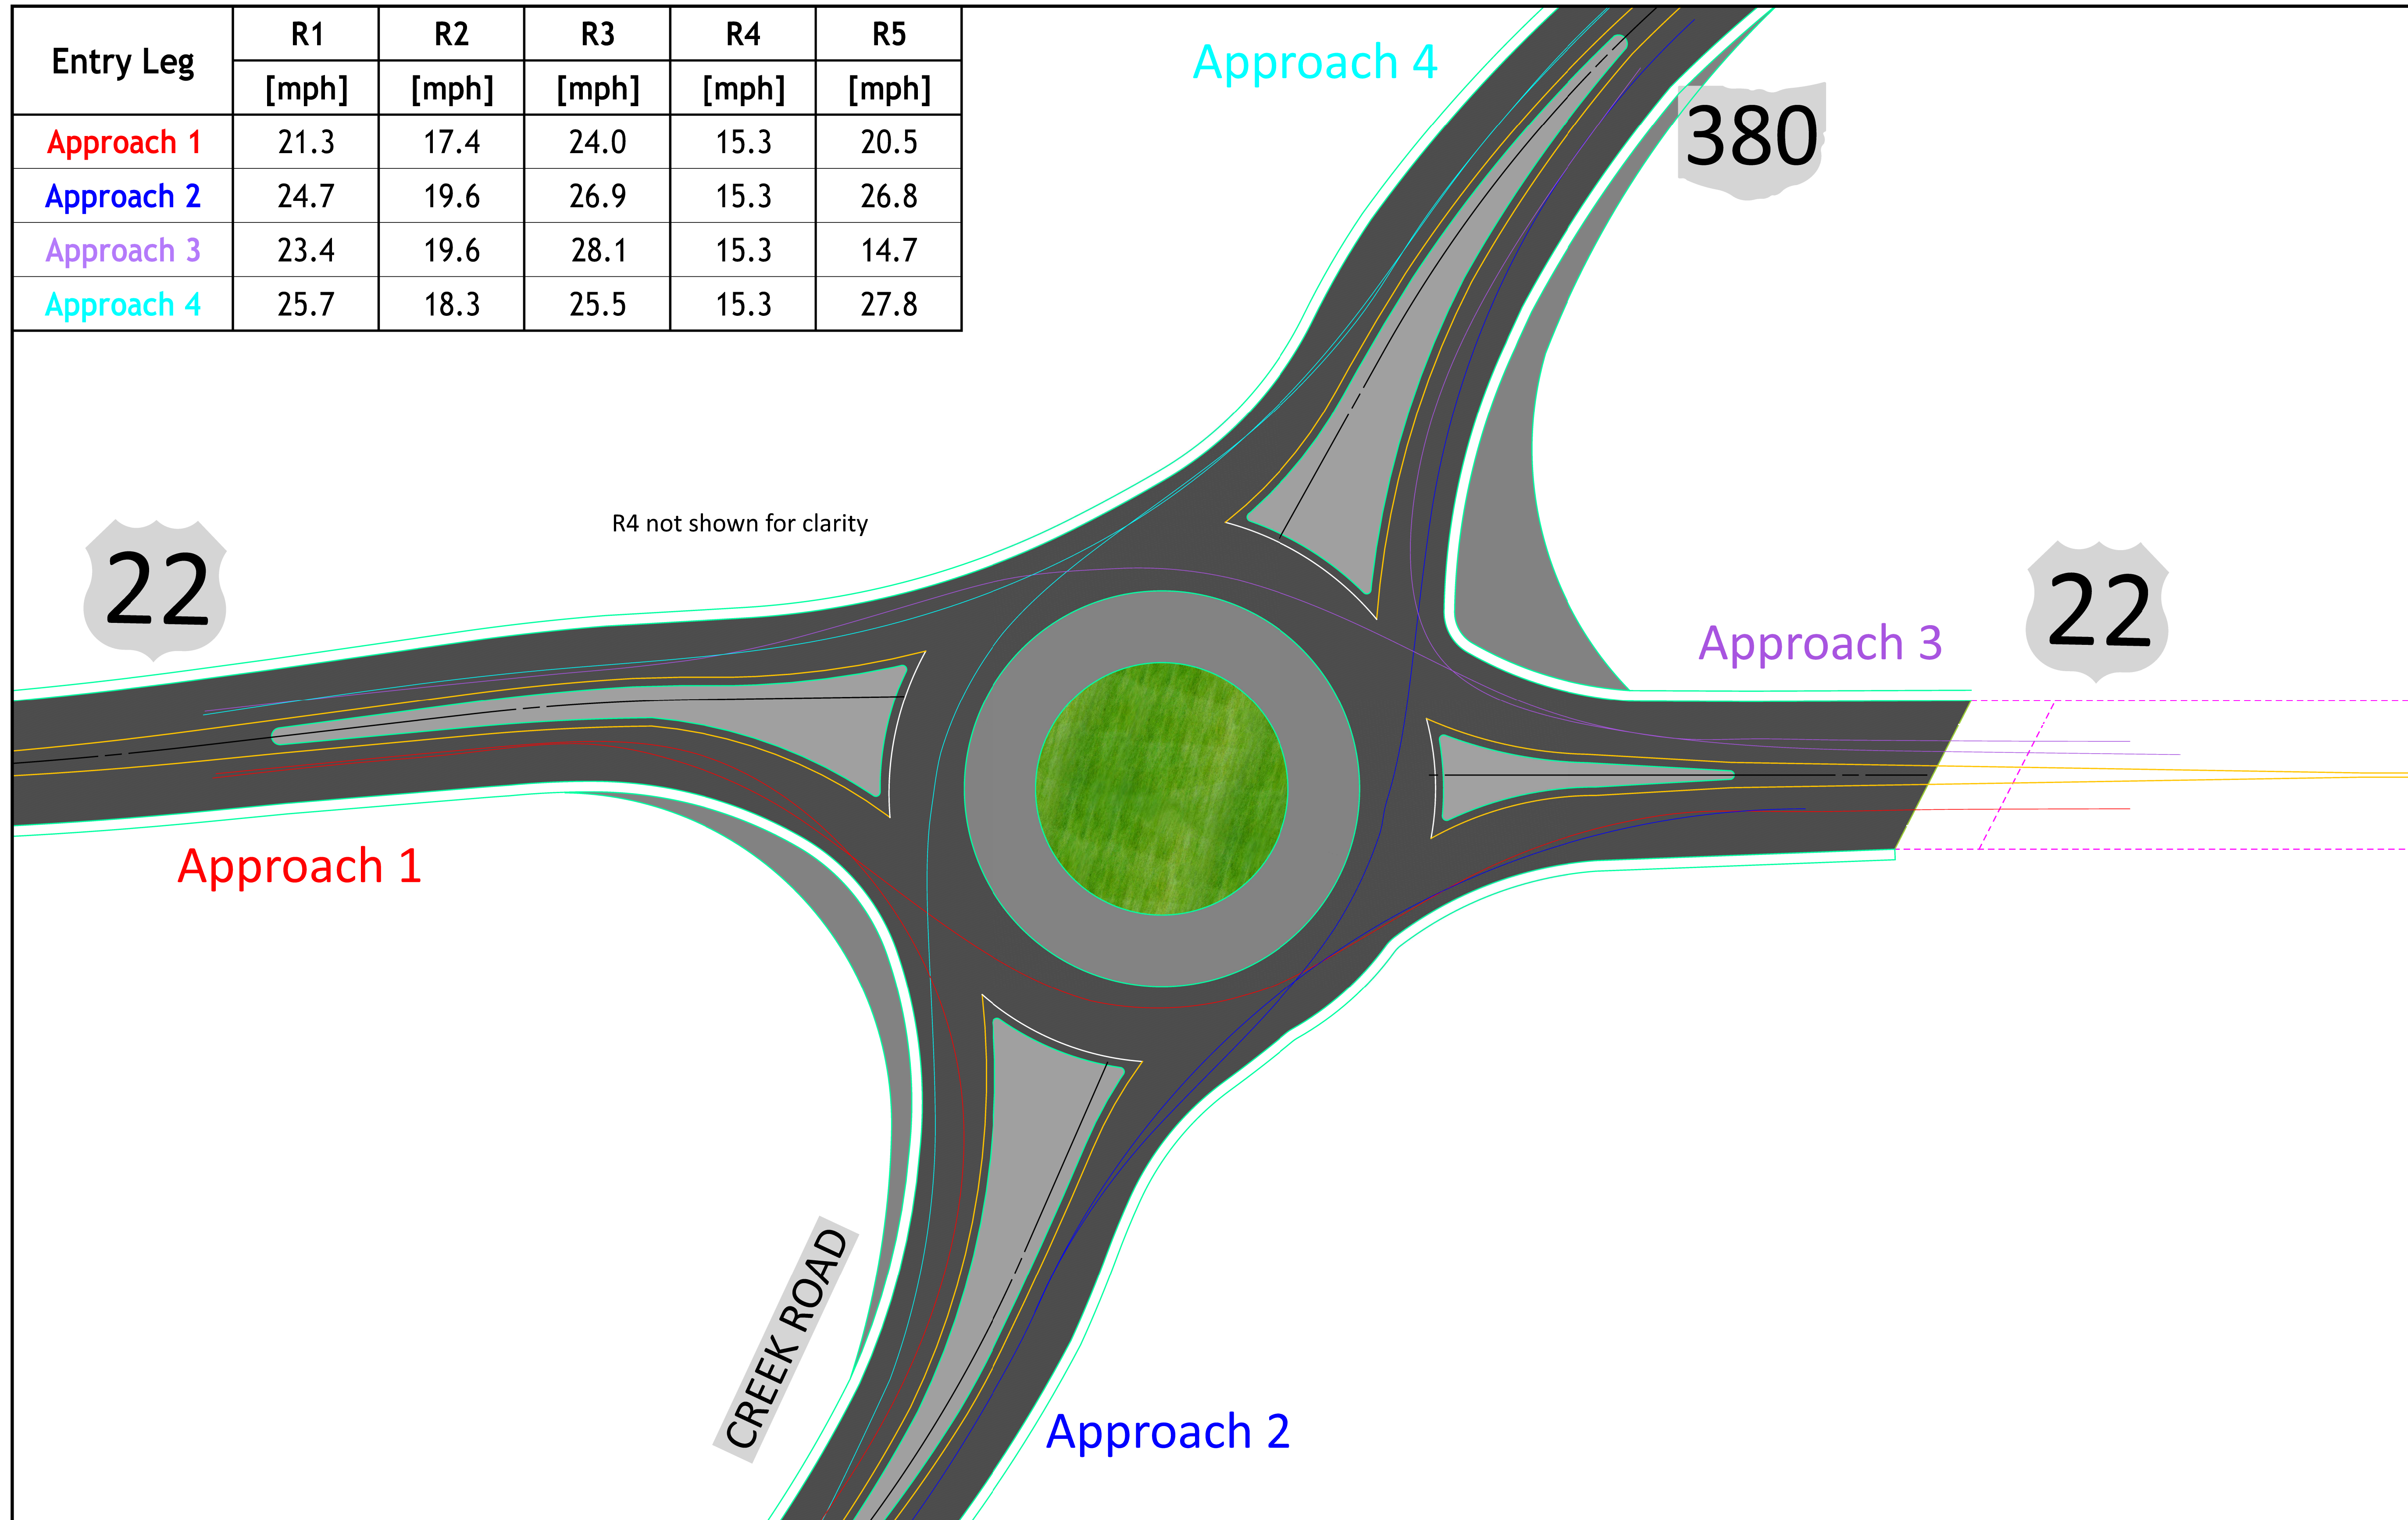 Entry Leg R1 R2 R3 R4 R5
[mph] [mph] [mph] [mph] [mph]
Approach 1 21.3 17.4 24.0 15.3 20.5
Approach 2 24.7 19.6 26.9 15.3 26.8
Approach 3 23.4 19.6 28.1 15.3 14.7
Approach 4 25.7 18.3 25.5 15.3 27.8
Approach 4
380
R4 not shown for clarity
22
22
Approach 3
Approach 1
CREEK ROAD
Approach 2